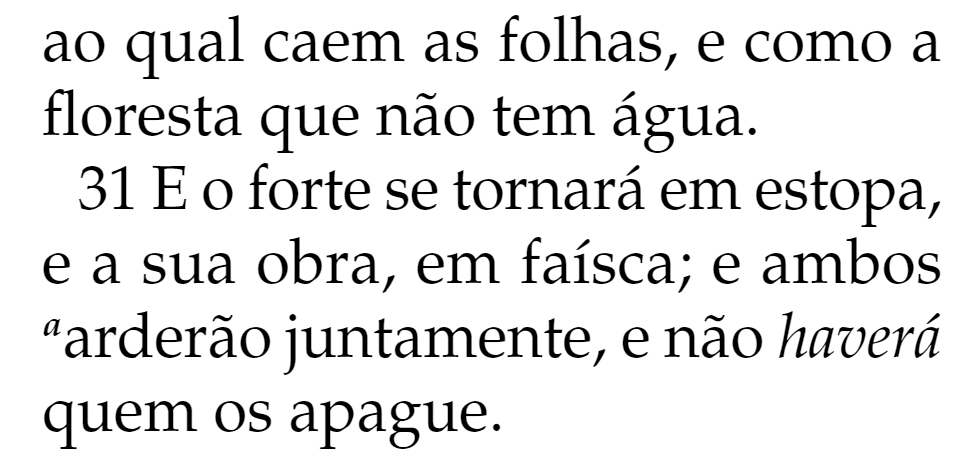 ao qual caem as folhas, e como a
floresta que não tem água.
31 E o forte se tornará em estopa,
e a sua obra, em faísca; e ambos
ᵃarderão juntamente, e não haverá
quem os apague.